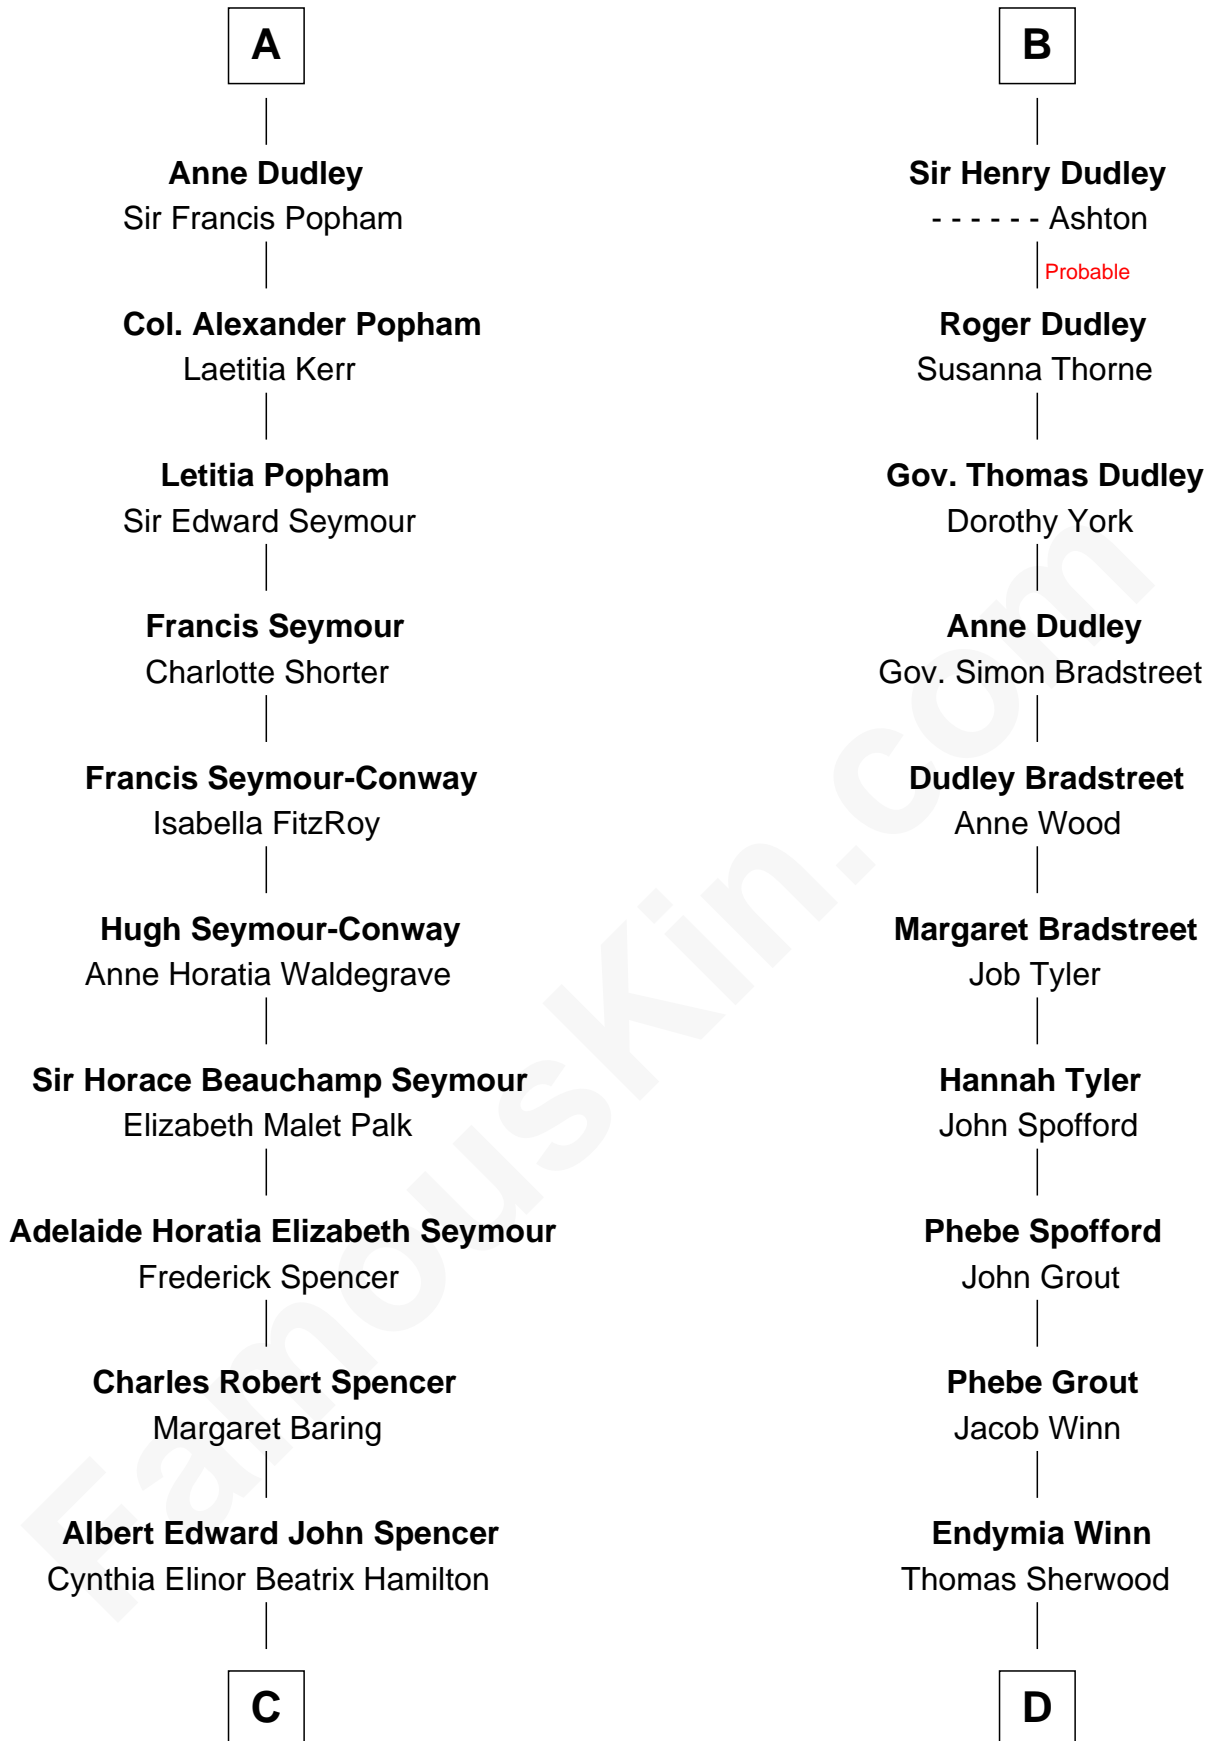 A
Anne Dudley
Sir Francis Popham
Col. Alexander Popham
Laetitia Kerr
Letitia Popham
Sir Edward Seymour
Francis Seymour
Charlotte Shorter
Francis Seymour-Conway
Isabella FitzRoy
Hugh Seymour-Conway
Anne Horatia Waldegrave
Sir Horace Beauchamp Seymour
Elizabeth Malet Palk
Adelaide Horatia Elizabeth Seymour
Frederick Spencer
Charles Robert Spencer
Margaret Baring
Albert Edward John Spencer
Cynthia Elinor Beatrix Hamilton
C
B
Sir Henry Dudley
- - - - - - Ashton
Probable
Roger Dudley
Susanna Thorne
Gov. Thomas Dudley
Dorothy York
Anne Dudley
Gov. Simon Bradstreet
Dudley Bradstreet
Anne Wood
Margaret Bradstreet
Job Tyler
Hannah Tyler
John Spofford
Phebe Spofford
John Grout
Phebe Grout
Jacob Winn
Endymia Winn
Thomas Sherwood
D
FamousKin.com